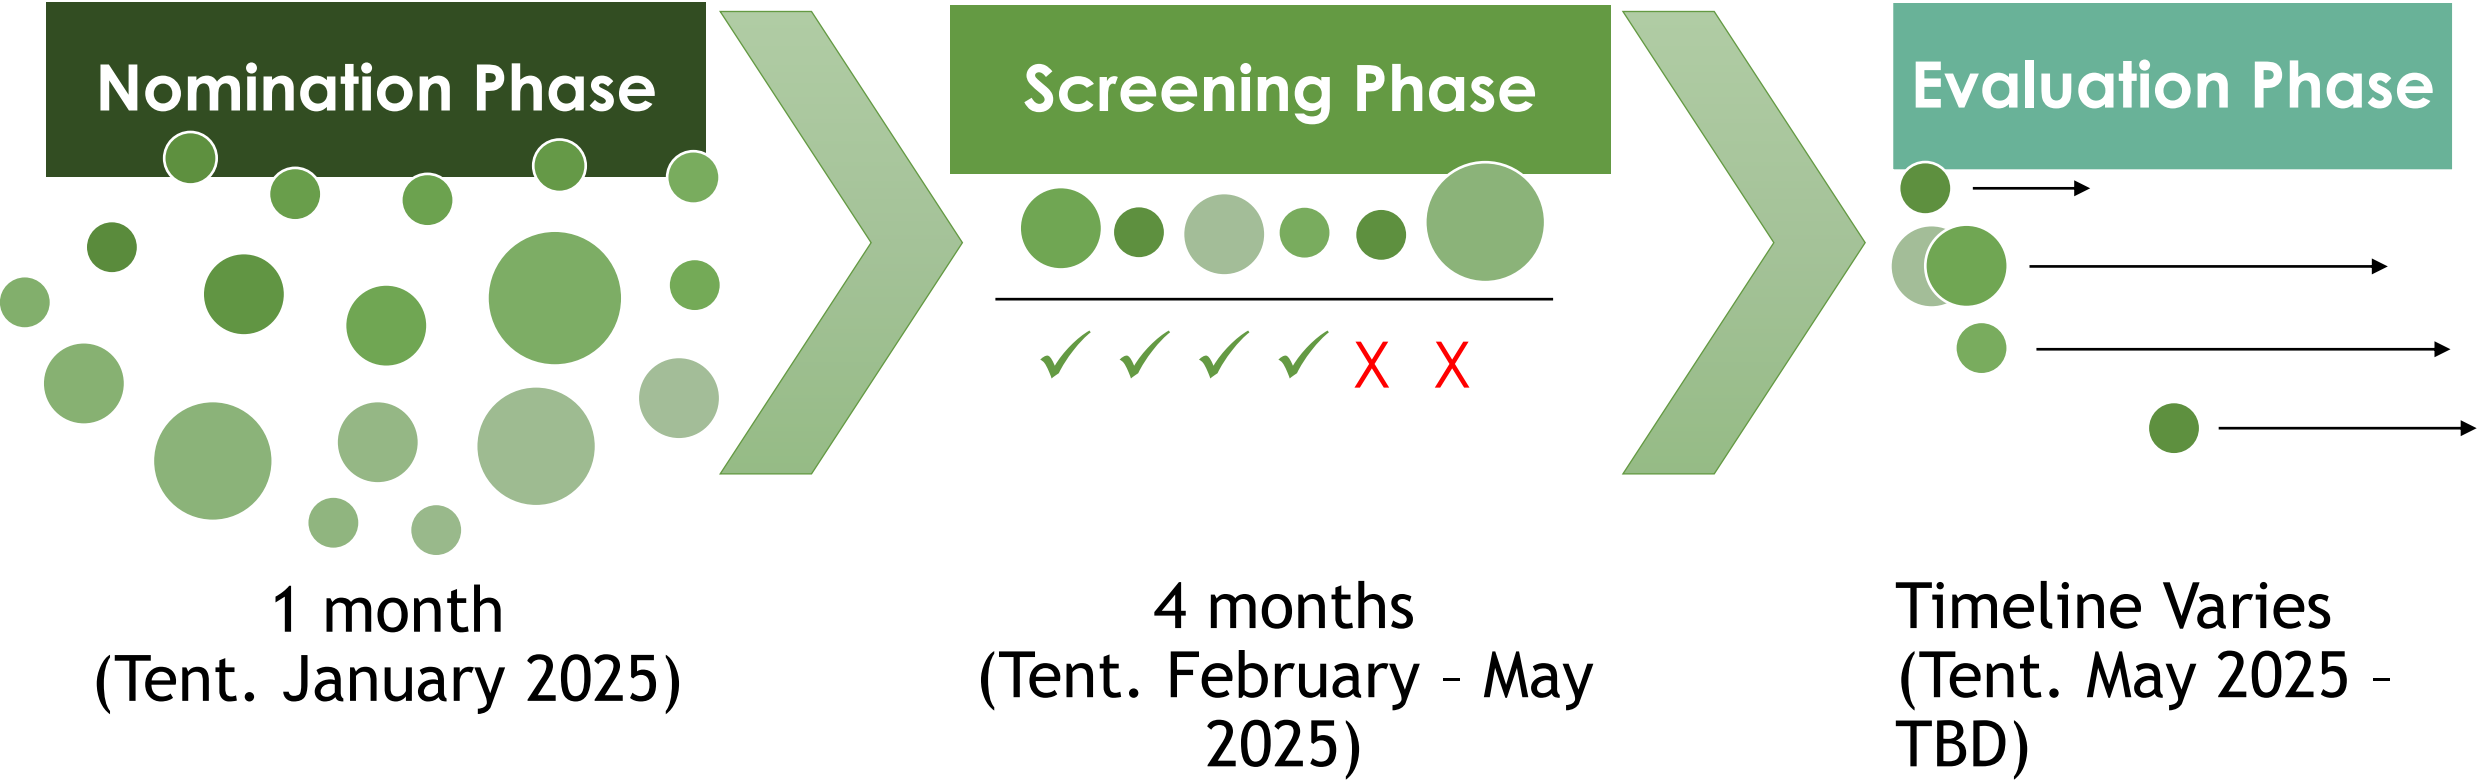 Nomination Phase
Screening Phase
Evaluation Phase
X X
1 month
(Tent. January 2025)
4 months
(Tent. February – May
2025)
Timeline Varies
(Tent. May 2025 –
TBD)